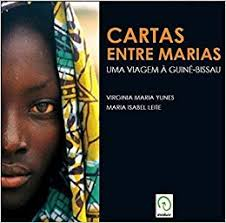 CARTAS
ENTRE MARIAS
UMA VIAGEM À GUINÉ-BISSAU
VIRGINIA MARIA YUNES
MARIA ISABEL LEITE